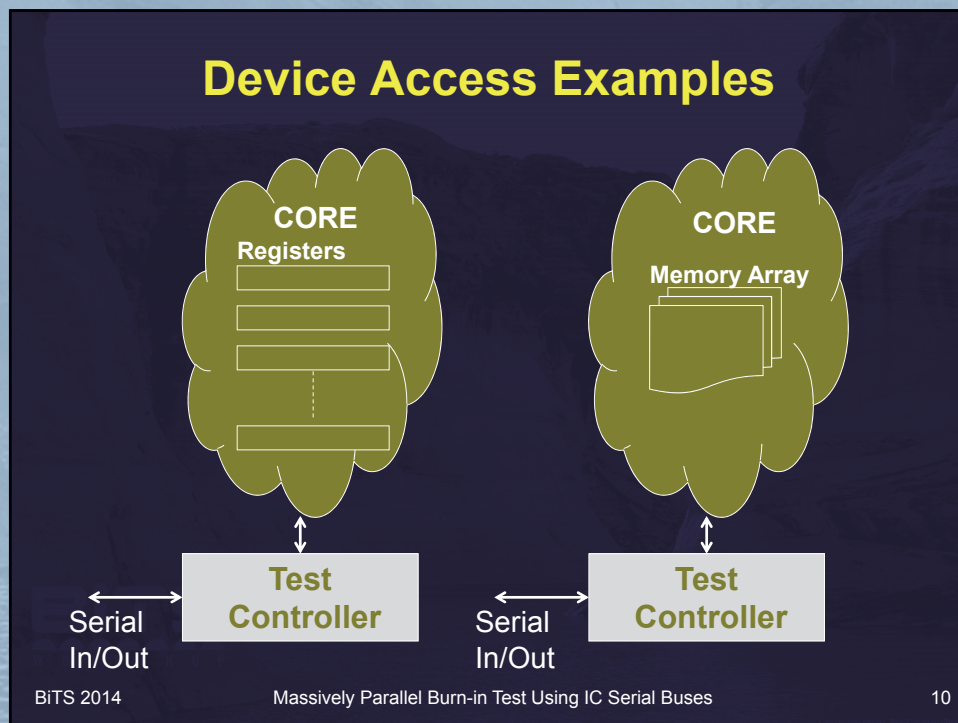 Device Access Examples
CORE
Registers
CORE
Memory Array
Test
Controller
Serial
In/Out
Test
Controller
Serial
In/Out
BiTS 2014
Massively Parallel Burn-in Test Using IC Serial Buses
10